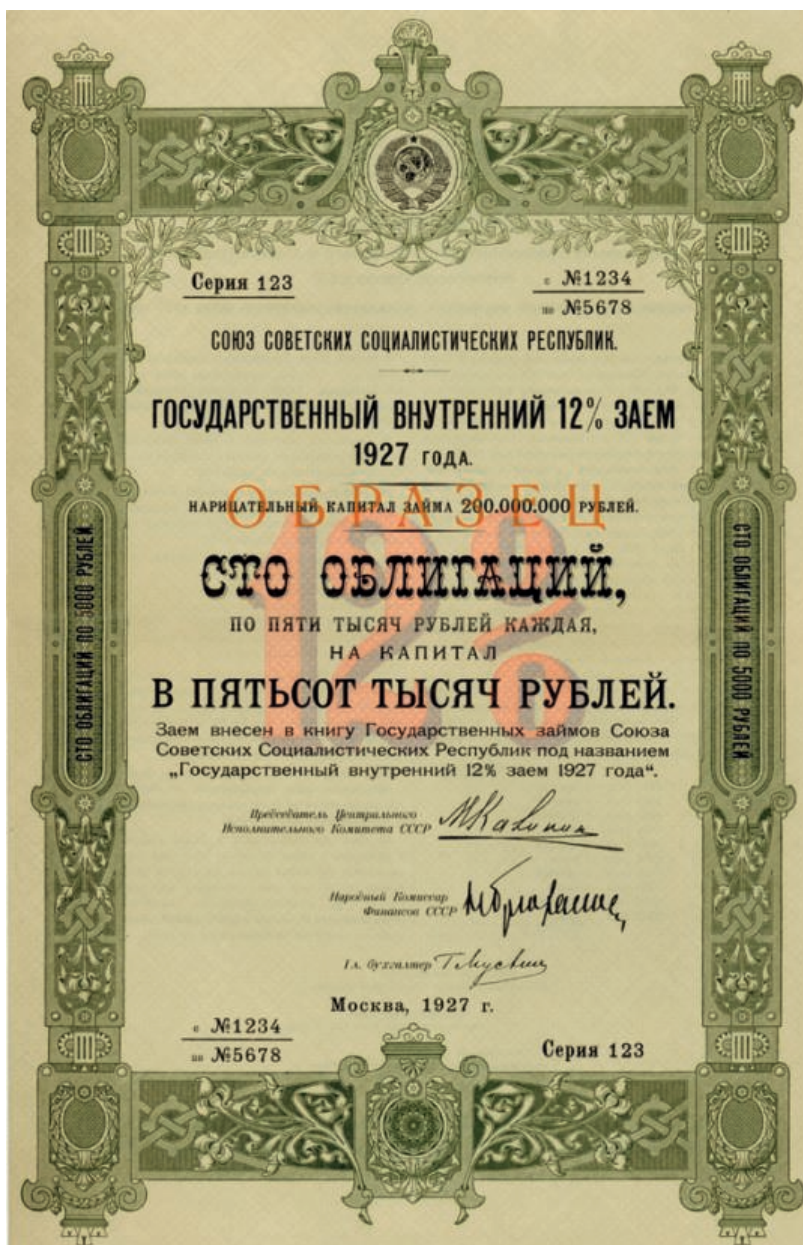 Серия 123
с №1234
по №5678
СОЮЗ СОВЕТСКИХ СОЦИАЛИСТИЧЕСКИХ РЕСПУБЛИК.
ГОСУДАРСТВЕННЫЙ ВНУТРЕННИЙ 12% ЗАЕМ
1927 ГОДА.
ОБРАЗЕЦ
НАРИЦАТЕЛЬНЫЙ КАПИТАЛ ЗАЙМА 200.000.000 РУБЛЕЙ.
12%
СТО ОБЛИГАЦИЙ,
ПО ПЯТИ ТЫСЯЧ РУБЛЕЙ КАЖДАЯ,
НА КАПИТАЛ
В ПЯТЬСОТ ТЫСЯЧ РУБЛЕЙ.
Заем внесен в книгу Государственных займов Союза
Советских Социалистических Республик под названием
„Государственный внутренний 12% заем 1927 года“.
СТО ОБЛИГАЦИЙ ПО 5000 РУБЛЕЙ
СТО ОБЛИГАЦИЙ ПО 5000 РУБЛЕЙ
Председатель Центрального
Исполнительного Комитета СССР
МКалинин
Народный Комиссар
Финансов СССР
Гл. бухгалтер
Москва, 1927 г.
с №1234
по №5678
Серия 123